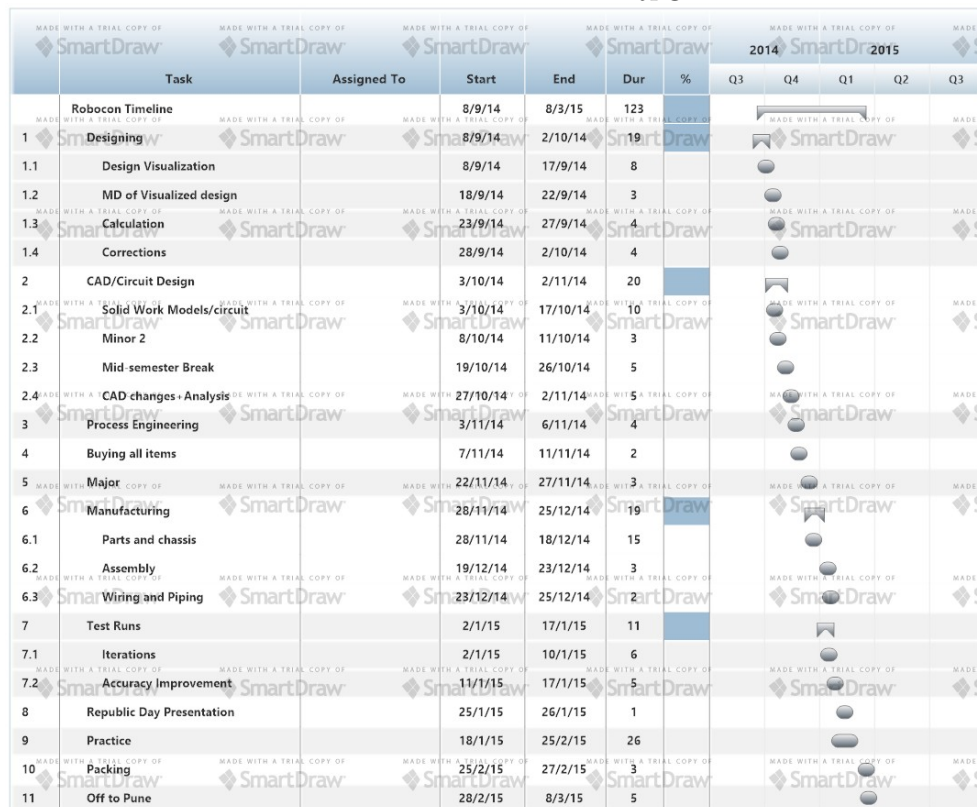 2014 2015
Task Assigned To Start End Dur % Q3 Q4 Q1 Q2 Q3
Robocon Timeline 8/9/14 8/3/15 123
1 Designing 8/9/14 2/10/14 19
1.1 Design Visualization 8/9/14 17/9/14 8
1.2 MD of Visualized design 18/9/14 22/9/14 3
1.3 Calculation 23/9/14 27/9/14 4
1.4 Corrections 28/9/14 2/10/14 4
2 CAD/Circuit Design 3/10/14 2/11/14 20
2.1 Solid Work Models/circuit 3/10/14 17/10/14 10
2.2 Minor 2 8/10/14 11/10/14 3
2.3 Mid-semester Break 19/10/14 26/10/14 5
2.4 CAD changes+Analysis 27/10/14 2/11/14 5
3 Process Engineering 3/11/14 6/11/14 4
4 Buying all items 7/11/14 11/11/14 2
5 Major 22/11/14 27/11/14 3
6 Manufacturing 28/11/14 25/12/14 19
6.1 Parts and chassis 28/11/14 18/12/14 15
6.2 Assembly 19/12/14 23/12/14 3
6.3 Wiring and Piping 23/12/14 25/12/14 2
7 Test Runs 2/1/15 17/1/15 11
7.1 Iterations 2/1/15 10/1/15 6
7.2 Accuracy Improvement 11/1/15 17/1/15 5
8 Republic Day Presentation 25/1/15 26/1/15 1
9 Practice 18/1/15 25/2/15 26
10 Packing 25/2/15 27/2/15 3
11 Off to Pune 28/2/15 8/3/15 5
MADE WITH A TRIAL COPY OF
SmartDraw